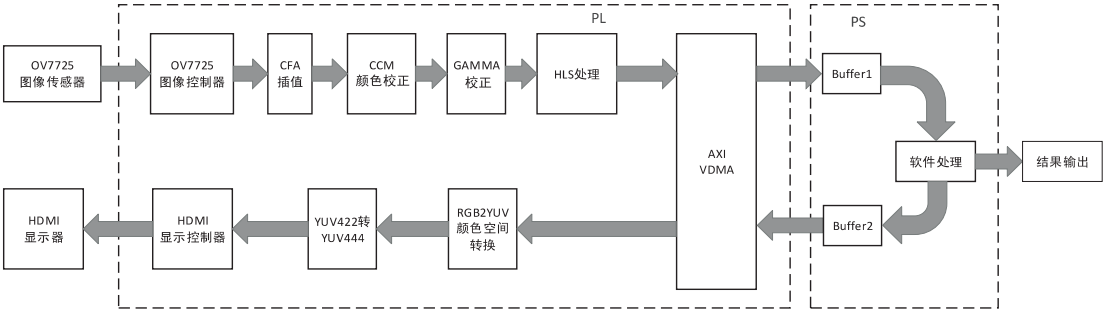 PL
PS
OV7725
图像传感器
OV7725
图像控制器
CFA
插值
CCM
颜色校正
GAMMA
校正
HLS处理
AXI
VDMA
Buffer1
软件处理
结果输出
Buffer2
RGB2YUV
颜色空间
转换
YUV422转
YUV444
HDMI
显示控制器
HDMI
显示器